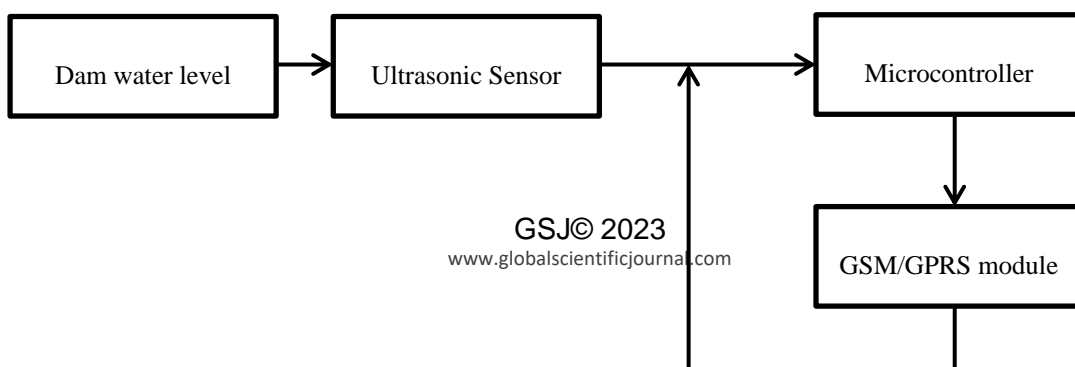 Dam water level
Ultrasonic Sensor
Microcontroller
GSJ© 2023
www.globalscientificjournal.com
GSM/GPRS module